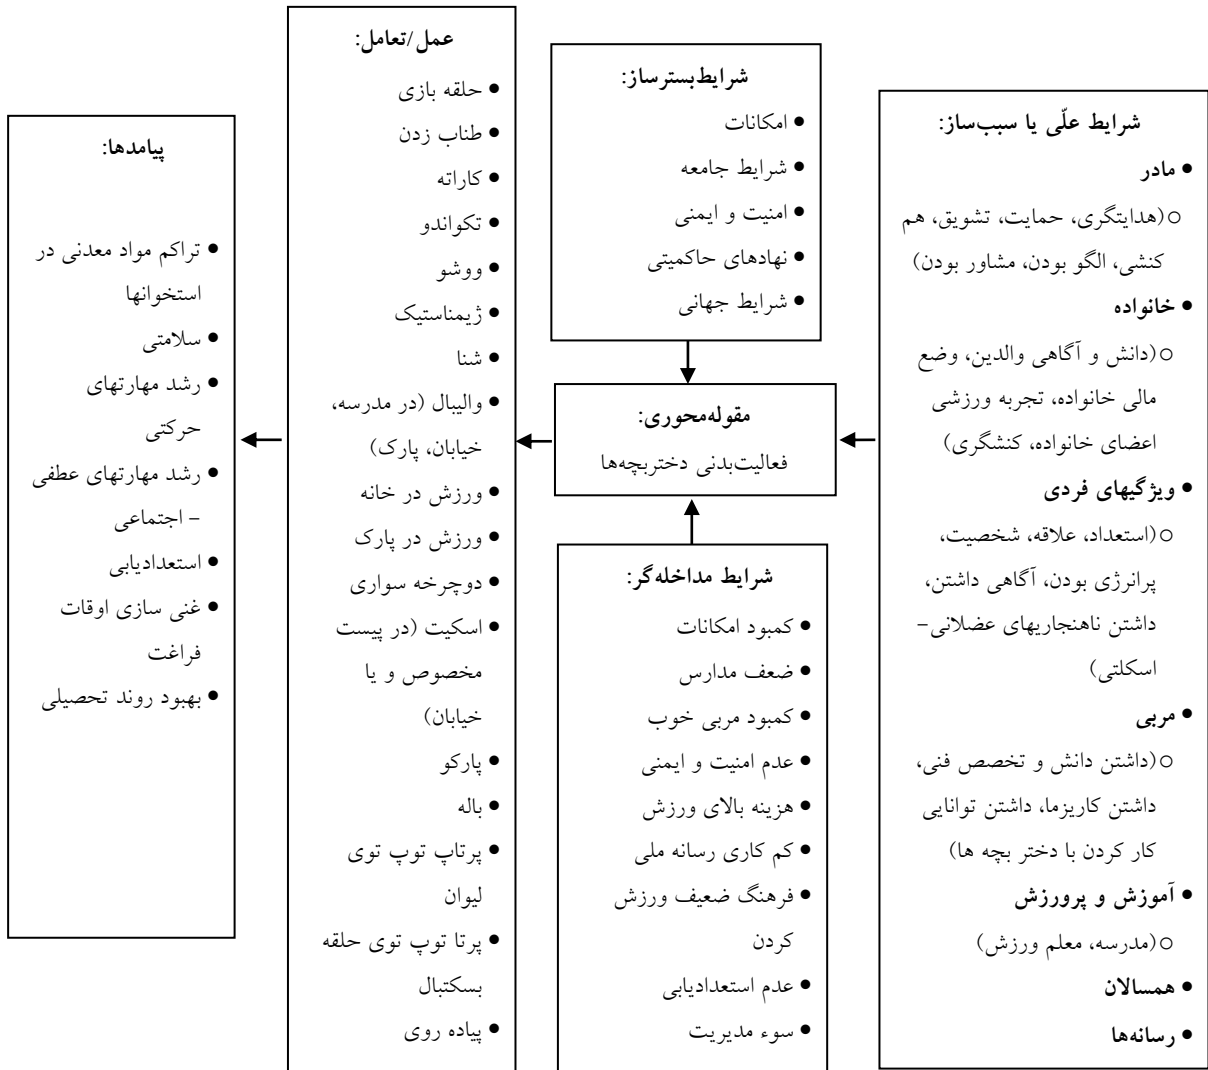 شرایط علّی یا سبب‌ساز:
• مادر
○ (هدایتگری، حمایت، تشویق، هم
کنشی، الگو بودن، مشاور بودن)
• خانواده
○ (دانش و آگاهی والدین، وضع
مالی خانواده، تجربه ورزشی
اعضای خانواده، کنشگری)
• ویژگیهای فردی
○ (استعداد، علاقه، شخصیت،
پرانرژی بودن، آگاهی داشتن،
داشتن ناهنجاریهای عضلانی-
اسکلتی)
• مربی
○ (داشتن دانش و تخصص فنی،
داشتن کاریزما، داشتن توانایی
کار کردن با دختر بچه ها)
• آموزش و پرورزش
○ (مدرسه، معلم ورزش)
• همسالان
• رسانه‌ها
شرایط‌بسترساز:
• امکانات
• شرایط جامعه
• امنیت و ایمنی
• نهادهای حاکمیتی
• شرایط جهانی
مقوله‌محوری:
فعالیت‌بدنی دختربچه‌ها
شرایط مداخله‌گر:
• کمبود امکانات
• ضعف مدارس
• کمبود مربی خوب
• عدم امنیت و ایمنی
• هزینه بالای ورزش
• کم کاری رسانه ملی
• فرهنگ ضعیف ورزش
کردن
• عدم استعدادیابی
• سوء مدیریت
عمل/تعامل:
• حلقه بازی
• طناب زدن
• کاراته
• تکواندو
• ووشو
• ژیمناستیک
• شنا
• والیبال (در مدرسه،
خیابان، پارک)
• ورزش در خانه
• ورزش در پارک
• دوچرخه سواری
• اسکیت (در پیست
مخصوص و یا
خیابان)
• پارکو
• باله
• پرتاپ توپ توی
لیوان
• پرتا توپ توی حلقه
بسکتبال
• پیاده روی
پیامدها:
• تراکم مواد معدنی در
استخوانها
• سلامتی
• رشد مهارتهای
حرکتی
• رشد مهارتهای عطفی
– اجتماعی
• استعدادیابی
• غنی سازی اوقات
فراغت
• بهبود روند تحصیلی